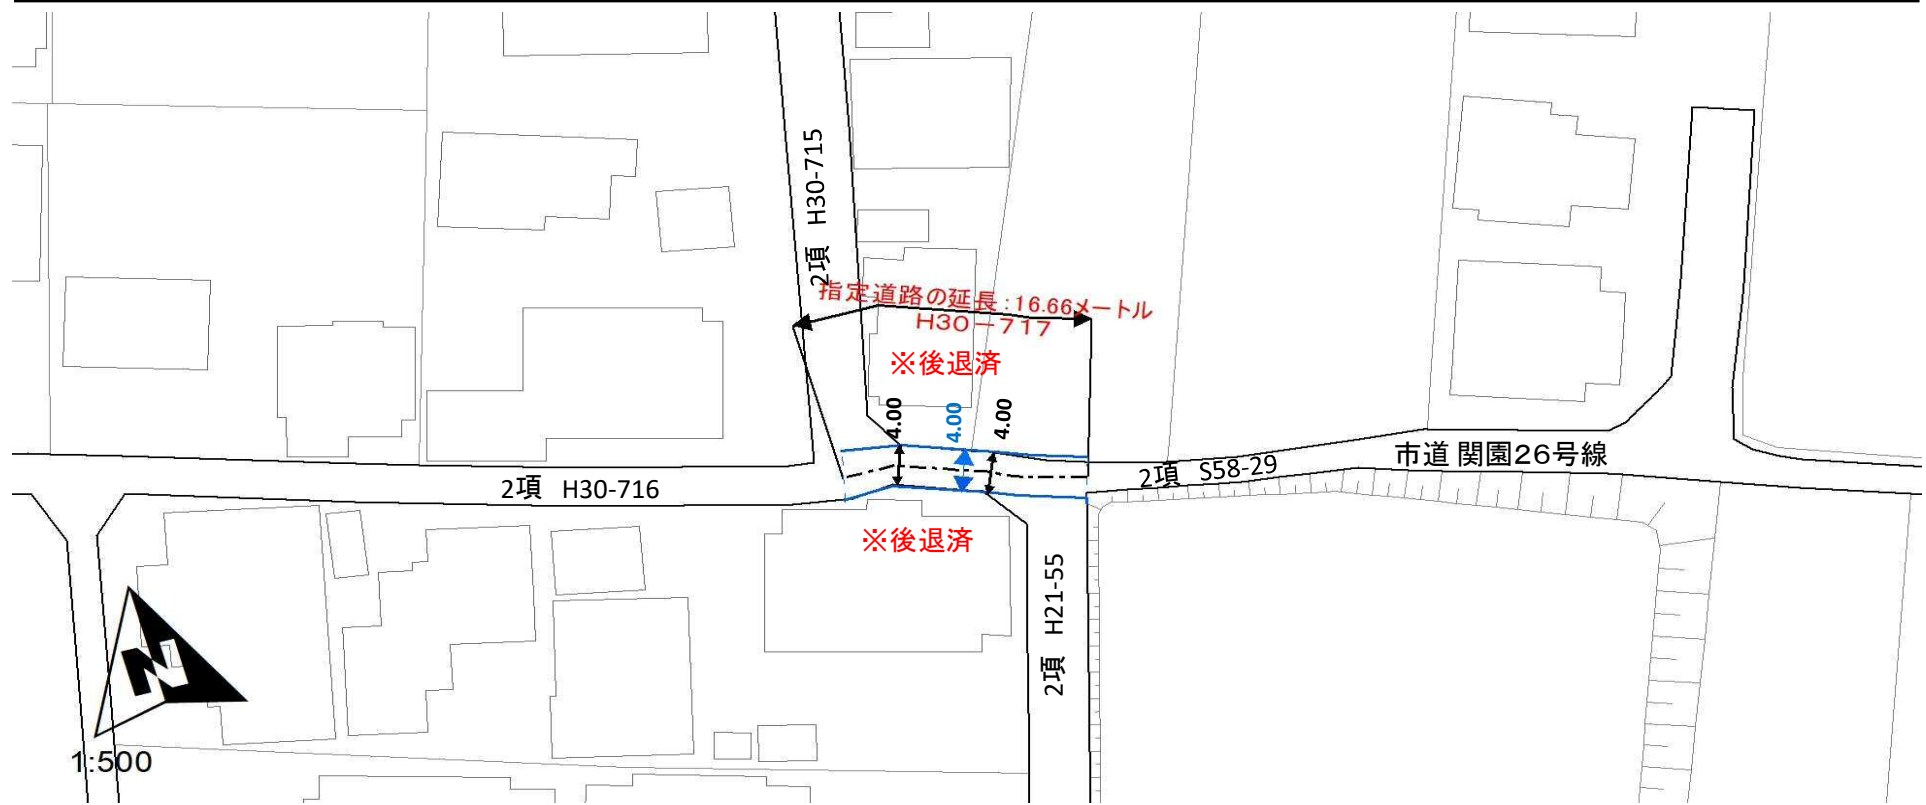 2項 H30-715
指定道路の延長:16.66メートル
H30-717
※後退済
4.00
4.00
4.00
2項 H30-716
2項 S58-29
市道 関園26号線
※後退済
2項 H21-55
N
1:500